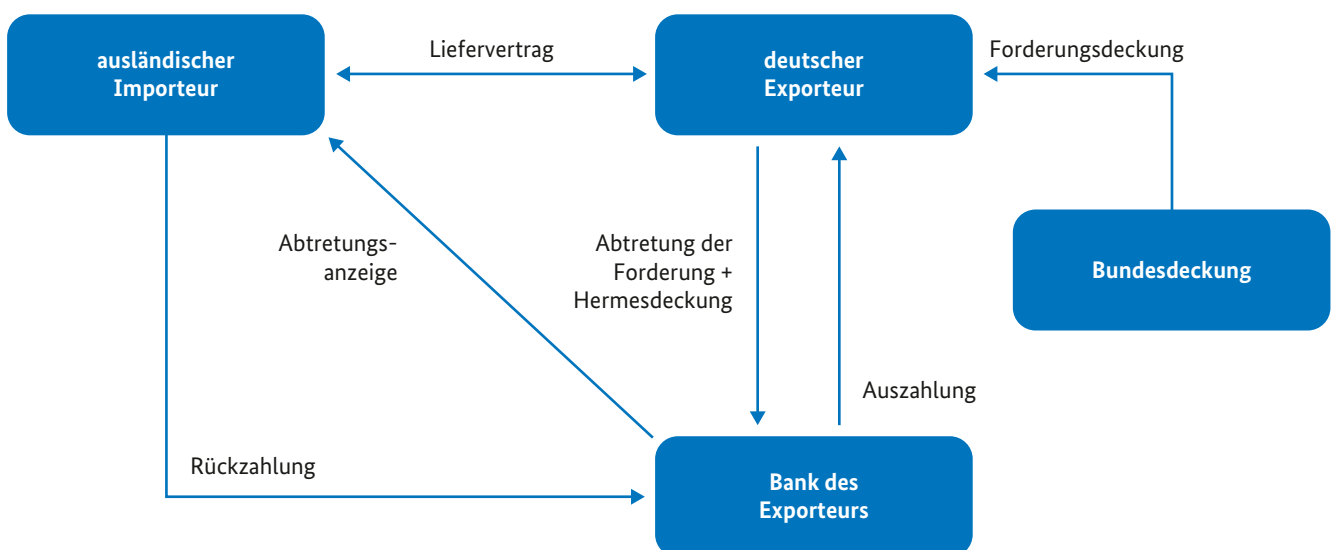 ausländischer
Importeur
Liefervertrag
deutscher
Exporteur
Forderungsdeckung
Abtretungs-
anzeige
Abtretung der
Forderung +
Hermesdeckung
Bundesdeckung
Auszahlung
Rückzahlung
Bank des
Exporteurs